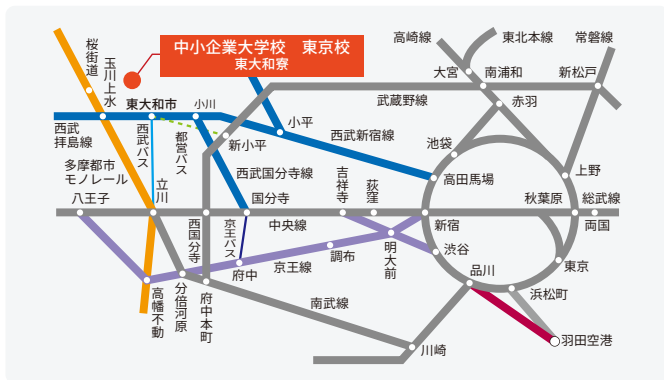 中小企業大学校　東京校
東大和寮
高崎線
東北本線
常磐線
桜街道
玉川上水
大宮
南浦和
新松戸
東大和市
小川
武蔵野線
赤羽
小平
西武
拝島線
西武バス
都営バス
新小平
西武新宿線
池袋
多摩都市
モノレール
西武国分寺線
上野
立川
吉祥寺
荻窪
高田馬場
八王子
国分寺
秋葉原
総武線
西国分寺
京王バス
中央線
新宿
両国
明大前
渋谷
調布
京王線
府中
品川
東京
高幡不動
分倍河原
府中本町
浜松町
南武線
川崎
羽田空港